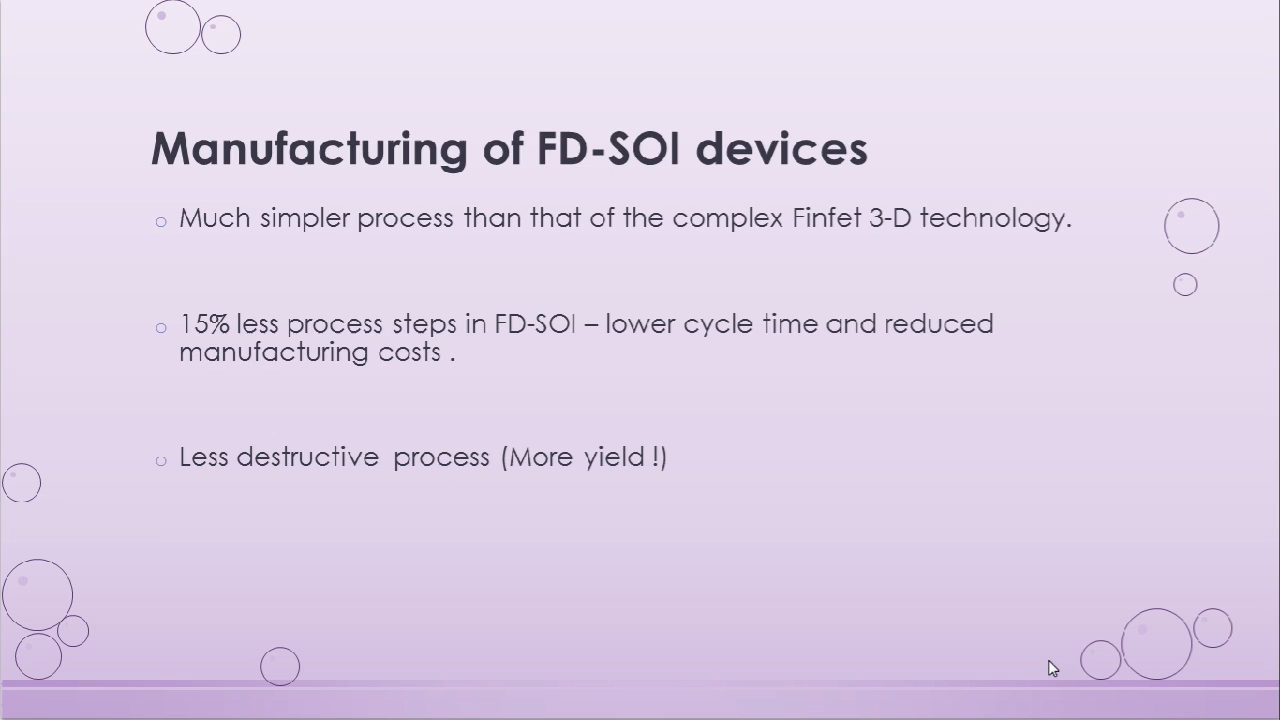 Manufacturing of FD-SOI devices
Much simpler process than that of the complex Finfet 3-D technology.
15% less process steps in FD-SOI – lower cycle time and reduced
manufacturing costs .
Less destructive process (More yield !)